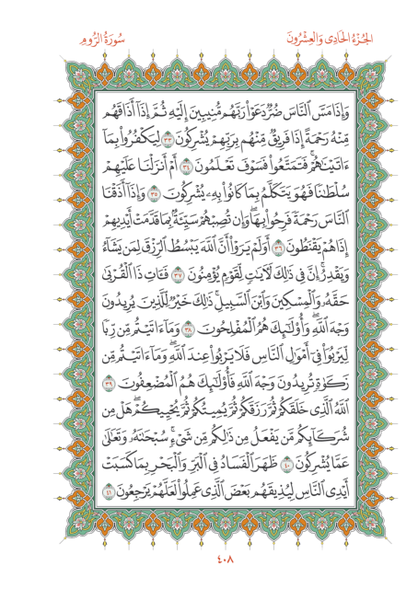 الجُزْءُ الحَادِى وَالعِشْرُونَ
سُورَةُ الرُّومِ
وَإِذَا مَسَّ ٱلنَّاسَ ضُرٌّ دَعَوْا۟ رَبَّهُم مُّنِيبِينَ إِلَيْهِ ثُمَّ إِذَآ أَذَاقَهُم
مِّنْهُ رَحْمَةً إِذَا فَرِيقٌ مِّنْهُم بِرَبِّهِمْ يُشْرِكُونَ ٣٣ لِيَكْفُرُوا۟ بِمَآ
ءَاتَيْنَـٰهُمْ ۚ فَتَمَتَّعُوا۟ فَسَوْفَ تَعْلَمُونَ ٣٤ أَمْ أَنزَلْنَا عَلَيْهِمْ
سُلْطَـٰنًا فَهُوَ يَتَكَلَّمُ بِمَا كَانُوا۟ بِهِۦ يُشْرِكُونَ ٣٥ وَإِذَآ أَذَقْنَا
ٱلنَّاسَ رَحْمَةً فَرِحُوا۟ بِهَا ۖ وَإِن تُصِبْهُمْ سَيِّئَةٌۢ بِمَا قَدَّمَتْ أَيْدِيهِمْ
إِذَا هُمْ يَقْنَطُونَ ٣٦ أَوَلَمْ يَرَوْا۟ أَنَّ ٱللَّهَ يَبْسُطُ ٱلرِّزْقَ لِمَن يَشَآءُ
وَيَقْدِرُ ۚ إِنَّ فِى ذَٰلِكَ لَـَٔايَـٰتٍ لِّقَوْمٍ يُؤْمِنُونَ ٣٧ فَـَٔاتِ ذَا ٱلْقُرْبَىٰ
حَقَّهُۥ وَٱلْمِسْكِينَ وَٱبْنَ ٱلسَّبِيلِ ۚ ذَٰلِكَ خَيْرٌ لِّلَّذِينَ يُرِيدُونَ
وَجْهَ ٱللَّهِ ۖ وَأُو۟لَـٰٓئِكَ هُمُ ٱلْمُفْلِحُونَ ٣٨ وَمَآ ءَاتَيْتُم مِّن رِّبًا
لِّيَرْبُوَا۟ فِىٓ أَمْوَٰلِ ٱلنَّاسِ فَلَا يَرْبُوا۟ عِندَ ٱللَّهِ ۖ وَمَآ ءَاتَيْتُم مِّن
زَكَوٰةٍ تُرِيدُونَ وَجْهَ ٱللَّهِ فَأُو۟لَـٰٓئِكَ هُمُ ٱلْمُضْعِفُونَ ٣٩
ٱللَّهُ ٱلَّذِى خَلَقَكُمْ ثُمَّ رَزَقَكُمْ ثُمَّ يُمِيتُكُمْ ثُمَّ يُحْيِيكُمْ ۖ هَلْ مِن
شُرَكَآئِكُم مَّن يَفْعَلُ مِن ذَٰلِكُم مِّن شَىْءٍ ۚ سُبْحَـٰنَهُۥ وَتَعَـٰلَىٰ
عَمَّا يُشْرِكُونَ ٤٠ ظَهَرَ ٱلْفَسَادُ فِى ٱلْبَرِّ وَٱلْبَحْرِ بِمَا كَسَبَتْ
أَيْدِى ٱلنَّاسِ لِيُذِيقَهُم بَعْضَ ٱلَّذِى عَمِلُوا۟ لَعَلَّهُمْ يَرْجِعُونَ ٤١
٤٠٨